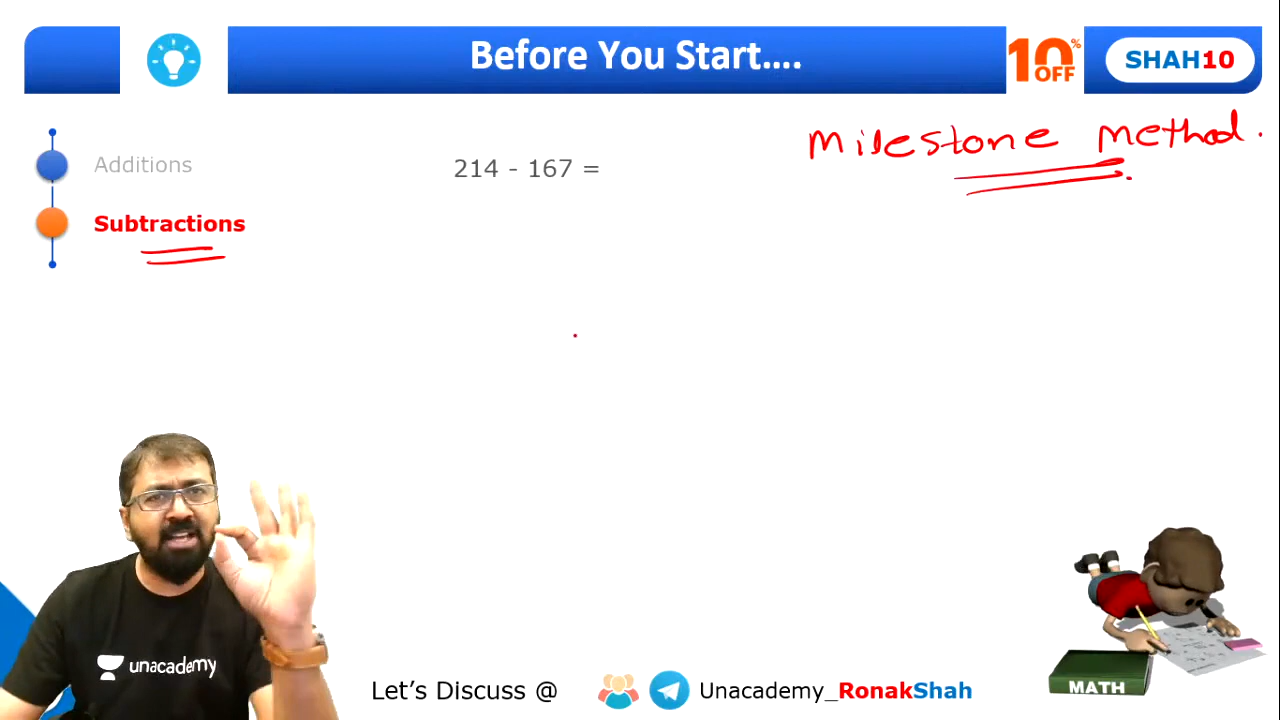 Before You Start....
10% OFF
SHAH10
Milestone Method.
Additions
214 - 167 =
Subtractions
unacademy
MATH
Let’s Discuss @ Unacademy_RonakShah